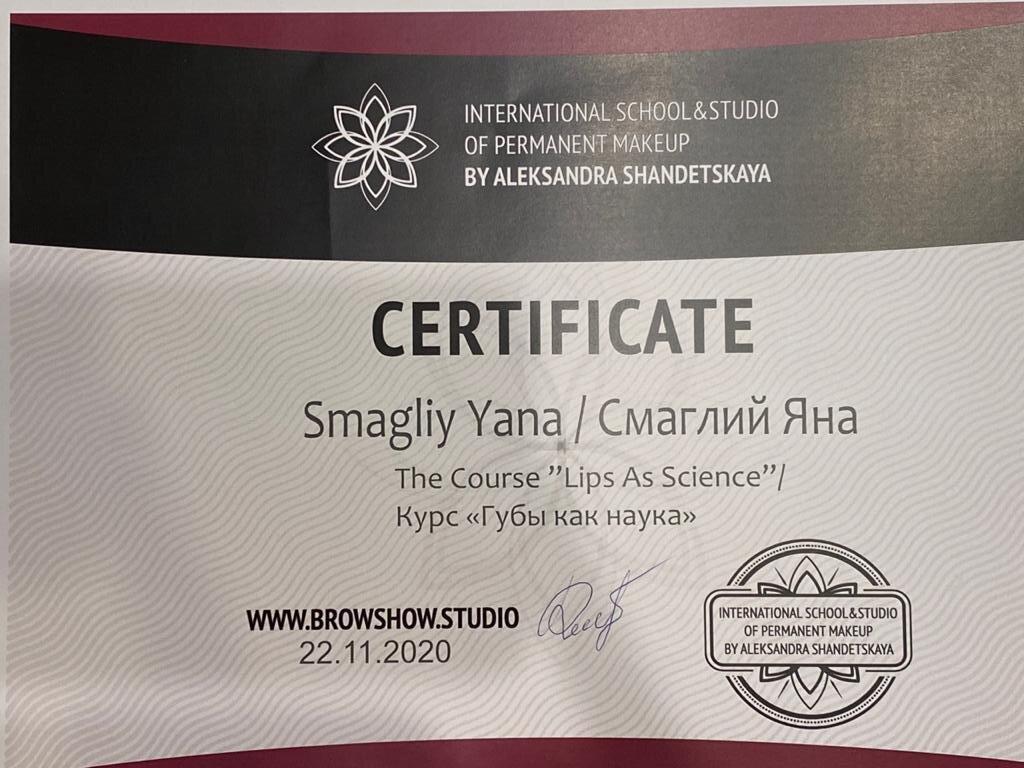 INTERNATIONAL SCHOOL&STUDIO
OF PERMANENT MAKEUP
BY ALEKSANDRA SHANDETSKAYA
CERTIFICATE
Smagliy Yana / Смаглий Яна
The Course ”Lips As Science”/
Курс «Губы как наука»
WWW.BROWSHOW.STUDIO
22.11.2020
INTERNATIONAL SCHOOL&STUDIO
OF PERMANENT MAKEUP
BY ALEKSANDRA SHANDETSKAYA